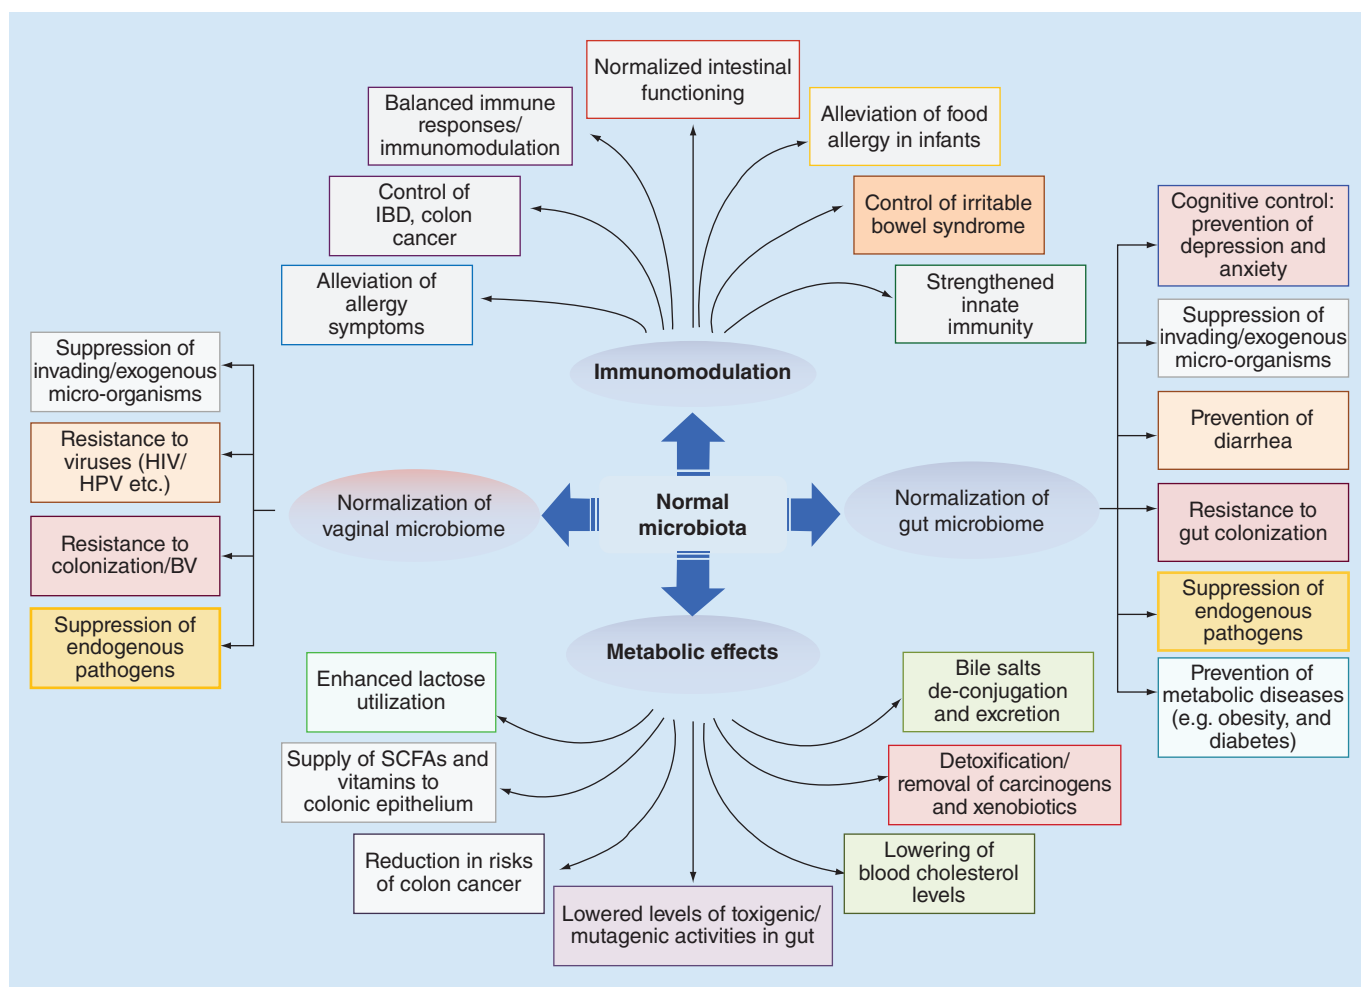 Normalized intestinal
functioning
Balanced immune
responses/
immunomodulation
Alleviation of food
allergy in infants
Control of
IBD, colon
cancer
Control of irritable
bowel syndrome
Alleviation of
allergy
symptoms
Strengthened
innate
immunity
Immunomodulation
Suppression of
invading/exogenous
micro-organisms
Resistance to
viruses (HIV/
HPV etc.)
Resistance to
colonization/BV
Suppression of
endogenous
pathogens
Normalization of
vaginal microbiome
Normal
microbiota
Normalization of
gut microbiome
Cognitive control:
prevention of
depression and
anxiety
Suppression of
invading/exogenous
micro-organisms
Prevention of
diarrhea
Resistance to
gut colonization
Suppression of
endogenous
pathogens
Prevention of
metabolic diseases
(e.g. obesity, and
diabetes)
Metabolic effects
Enhanced lactose
utilization
Supply of SCFAs and
vitamins to
colonic epithelium
Reduction in risks
of colon cancer
Lowered levels of toxigenic/
mutagenic activities in gut
Bile salts
de-conjugation
and excretion
Detoxification/
removal of carcinogens
and xenobiotics
Lowering of
blood cholesterol
levels